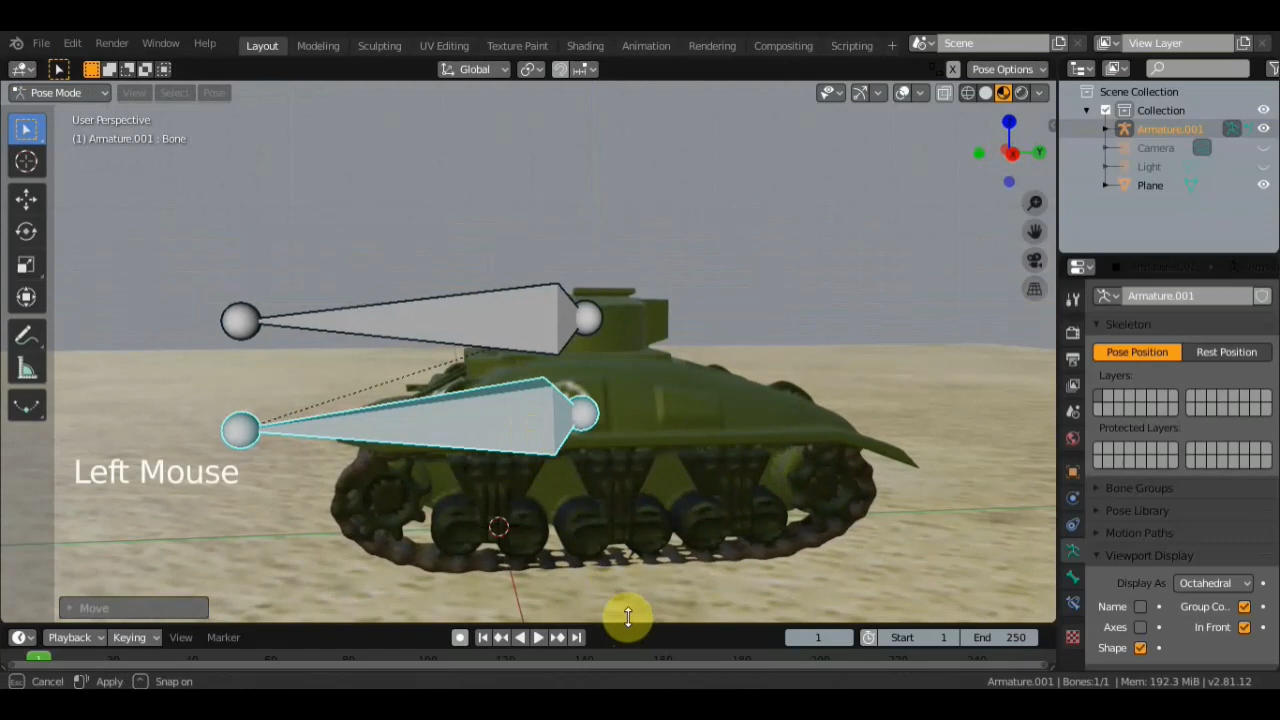 File Edit Render Window Help Layout Modeling Sculpting UV Editing Texture Paint Shading Animation Rendering Compositing Scripting + Scene View Layer
Global X Pose Options
Pose Mode View Select Pose
User Perspective
(1) Armature.001 : Bone
Scene Collection
Collection
Armature.001
Camera
Light
Plane
Y
Armature.001
Skeleton
Pose Position Rest Position
Layers:
Protected Layers:
Bone Groups
Pose Library
Motion Paths
Viewport Display
Display As Octahedral
Name Group Co..
Axes In Front
Shape
Left Mouse
Move
Playback Keying View Marker 1 Start 1 End 250
1
Esc Cancel Apply ^ Snap on Armature.001 | Bones:1/1 | Mem: 192.3 MiB | v2.81.12